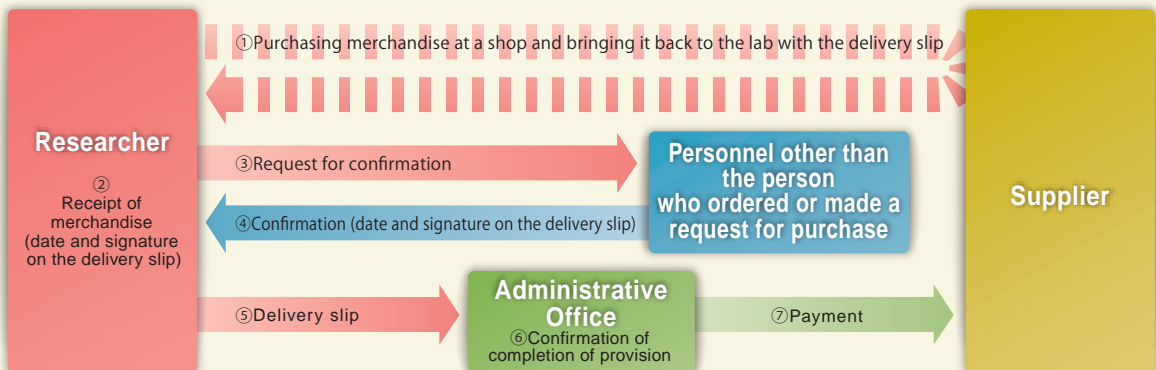 ①Purchasing merchandise at a shop and bringing it back to the lab with the delivery slip
Researcher
②
Receipt of
merchandise
(date and signature
on the delivery slip)
③Request for confirmation
Personnel other than
the person
who ordered or made a
request for purchase
④Confirmation (date and signature on the delivery slip)
Supplier
⑤Delivery slip
Administrative
Office
⑥Confirmation of
completion of provision
⑦Payment